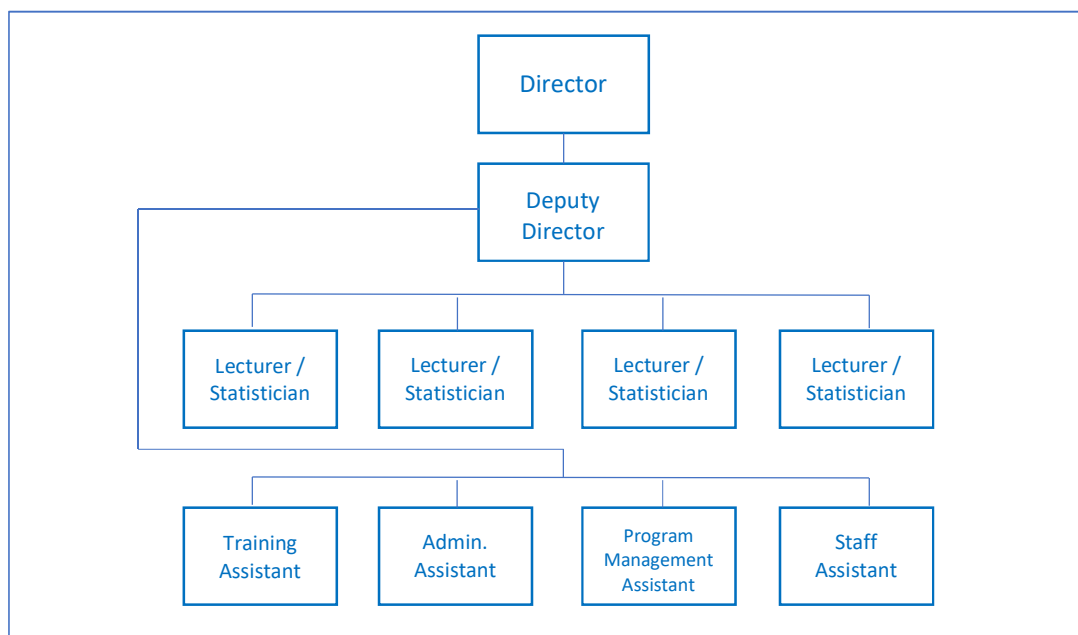 Director
Deputy
Director
Lecturer /
Statistician
Lecturer /
Statistician
Lecturer /
Statistician
Lecturer /
Statistician
Training
Assistant
Admin.
Assistant
Program
Management
Assistant
Staff
Assistant